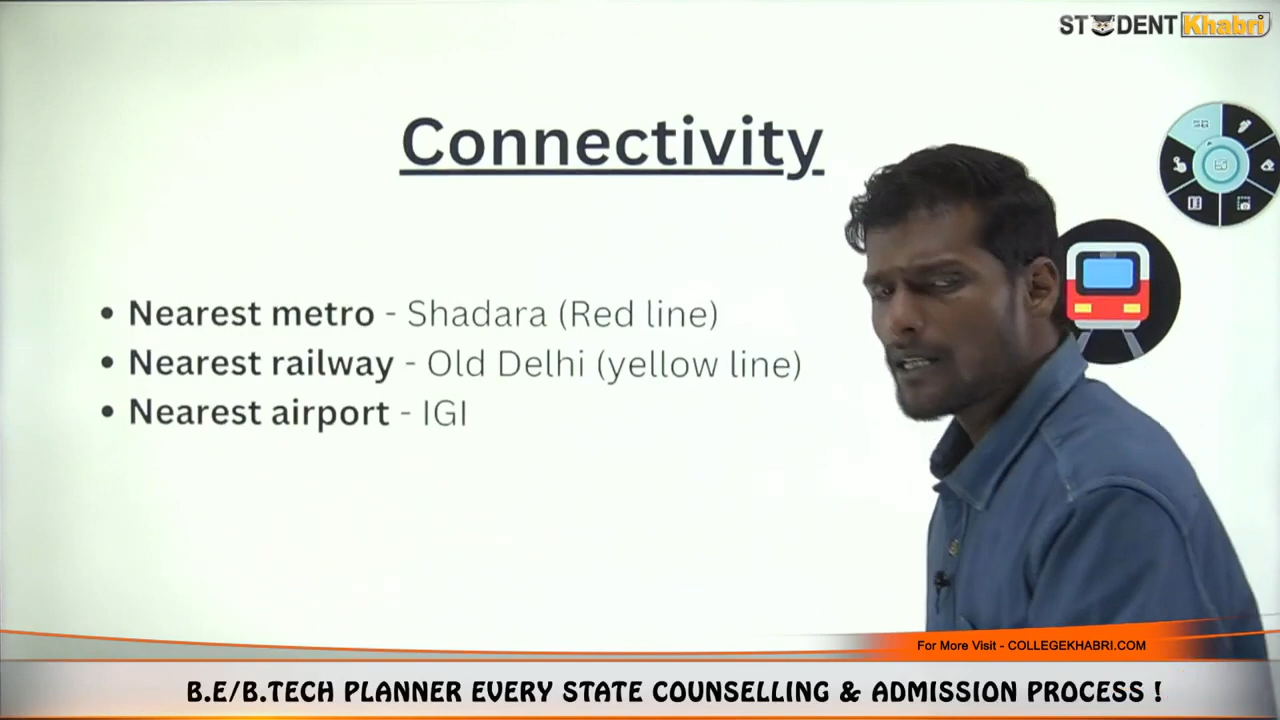 STUDENT Khabri
Connectivity
• Nearest metro - Shadara (Red line)
• Nearest railway - Old Delhi (yellow line)
• Nearest airport - IGI
For More Visit - COLLEGEKHABRI.COM
B.E/B.TECH PLANNER EVERY STATE COUNSELLING & ADMISSION PROCESS !